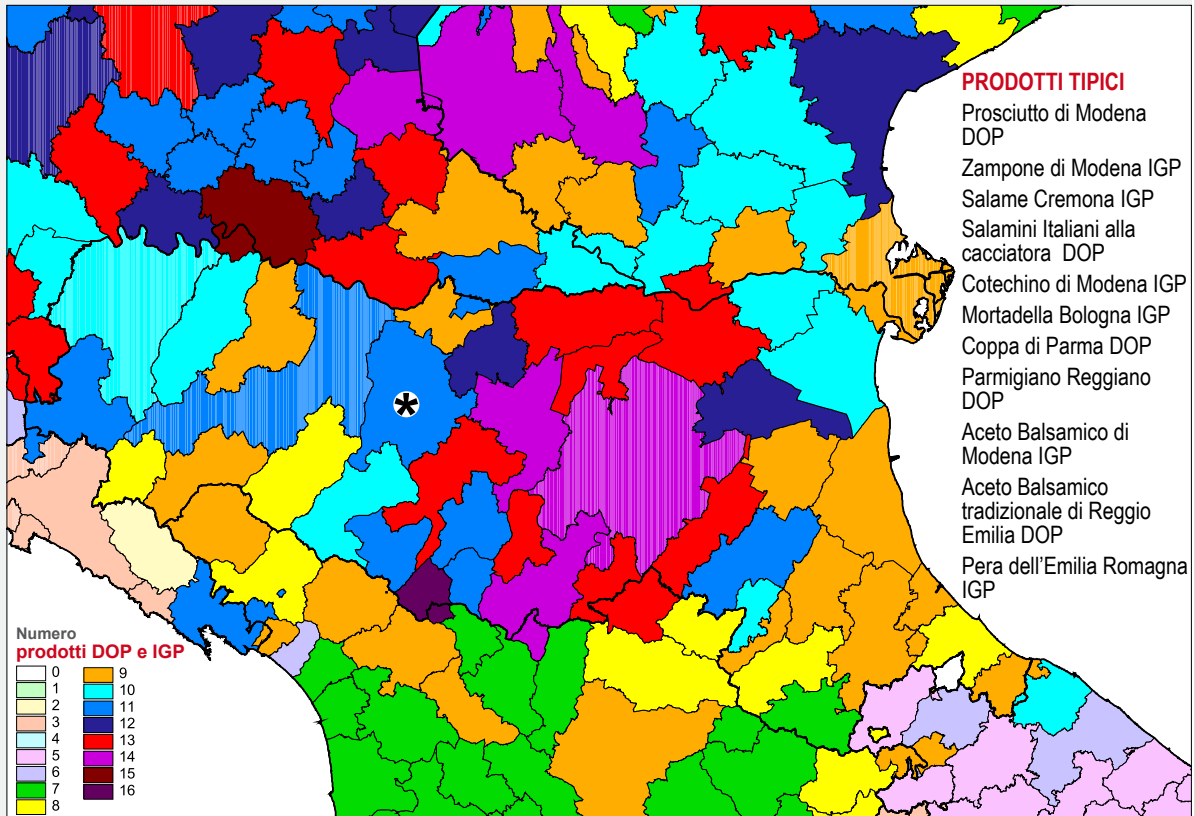 PRODOTTI TIPICI
Prosciutto di Modena
DOP
Zampone di Modena IGP
Salame Cremona IGP
Salamini Italiani alla
cacciatora DOP
Cotechino di Modena IGP
Mortadella Bologna IGP
Coppa di Parma DOP
Parmigiano Reggiano
DOP
Aceto Balsamico di
Modena IGP
Aceto Balsamico
tradizionale di Reggio
Emilia DOP
Pera dell'Emilia Romagna
IGP
*
Numero
prodotti DOP e IGP
0
1
2
3
4
5
6
7
8
9
10
11
12
13
14
15
16